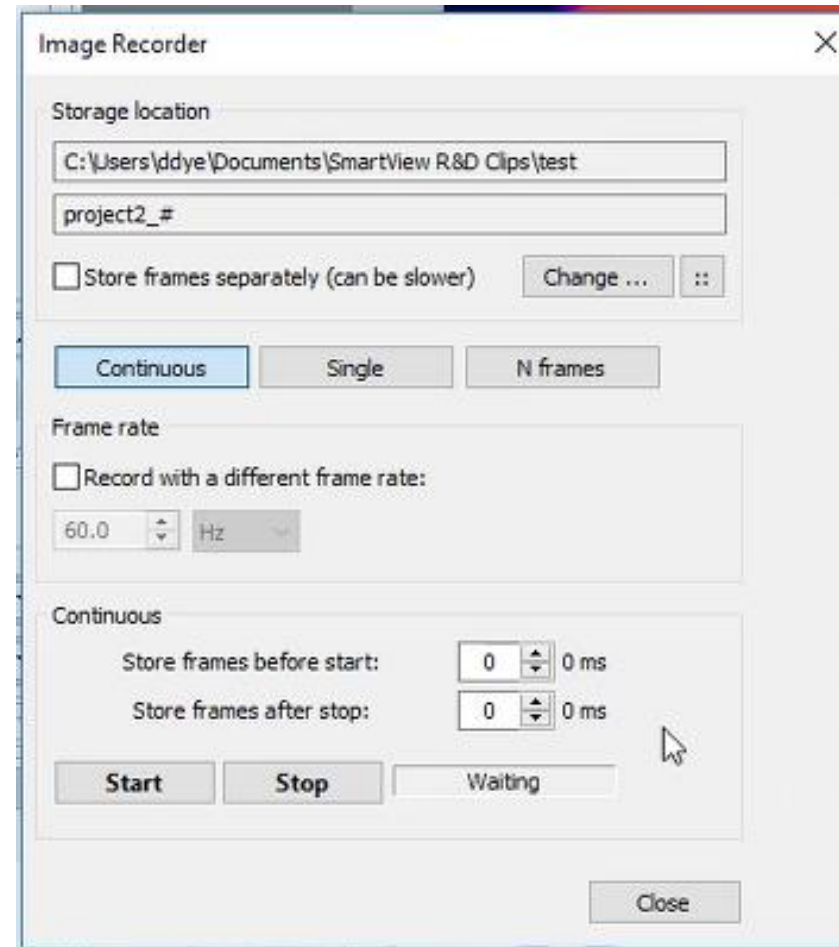 Image Recorder
Storage location
C:\Users\ddye\Documents\SmartView R&D Clips\test
project2_#
Store frames separately (can be slower) Change ... ::
Continuous Single N frames
Frame rate
Record with a different frame rate:
60.0 Hz
Continuous
Store frames before start: 0 0 ms
Store frames after stop: 0 0 ms
Start Stop Waiting
Close